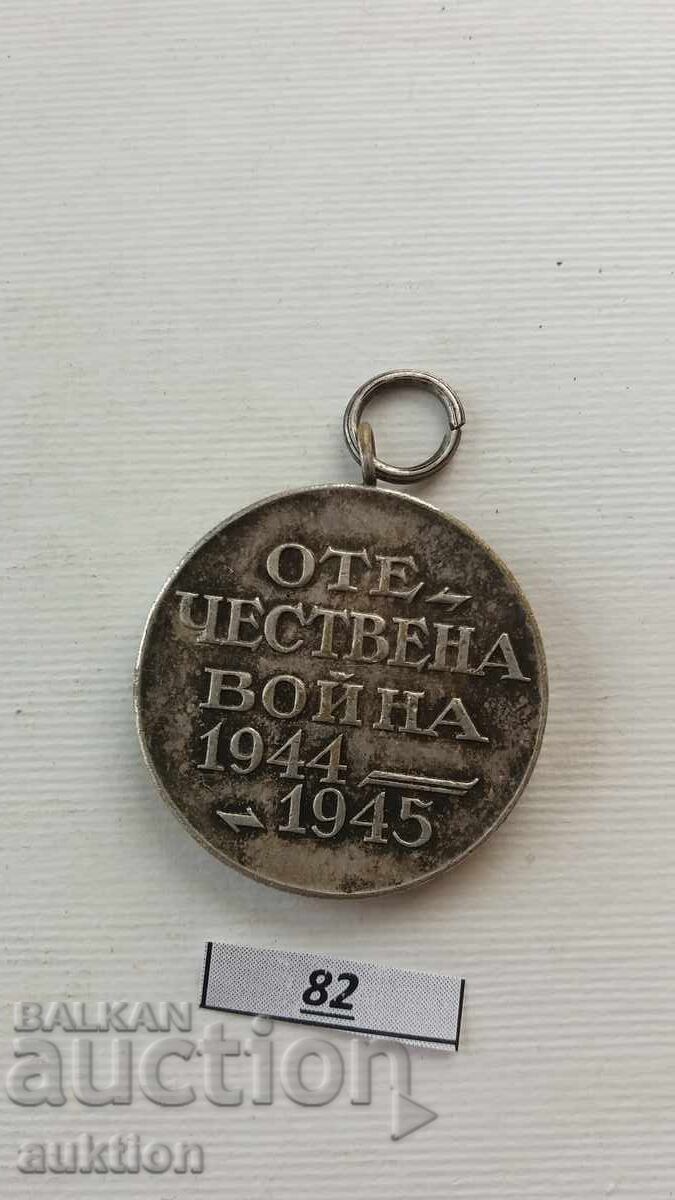 ОТЕ-
ЧЕСТВЕНА
ВОЙНА
1944 —
- 1945
82
BALKAN
auction
auktion